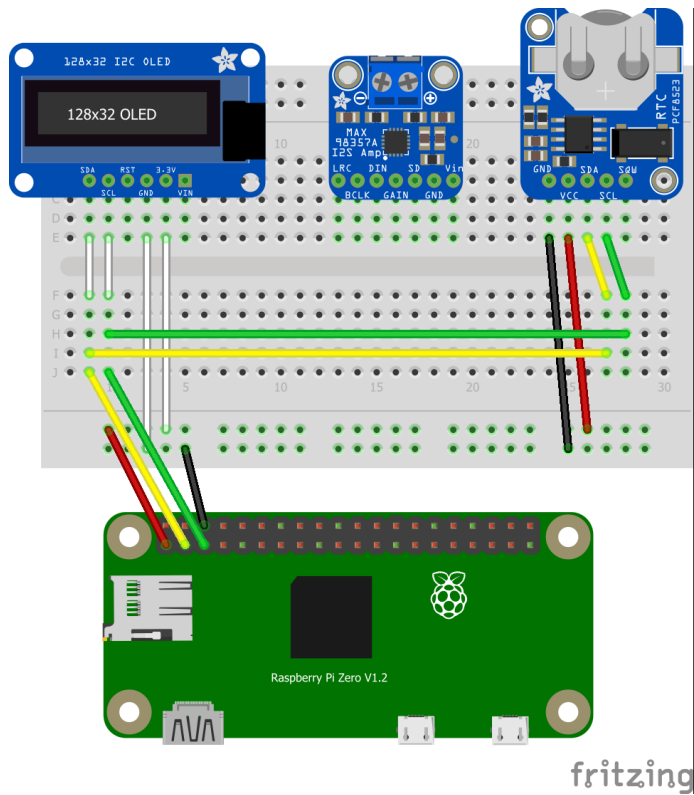 128x32 I2C OLED
128x32 OLED
SDA RST 3.3V
SCL GND VIN
MAX
98357A
I2S Amp
LRC DIN SD Vin
BCLK GAIN GND
RTC
PCF8523
GND SDA SQW
VCC SCL
10
20
C
D
E
F
G
H
I
J
5
10
15
20
25
30
Raspberry Pi Zero V1.2
fritzing